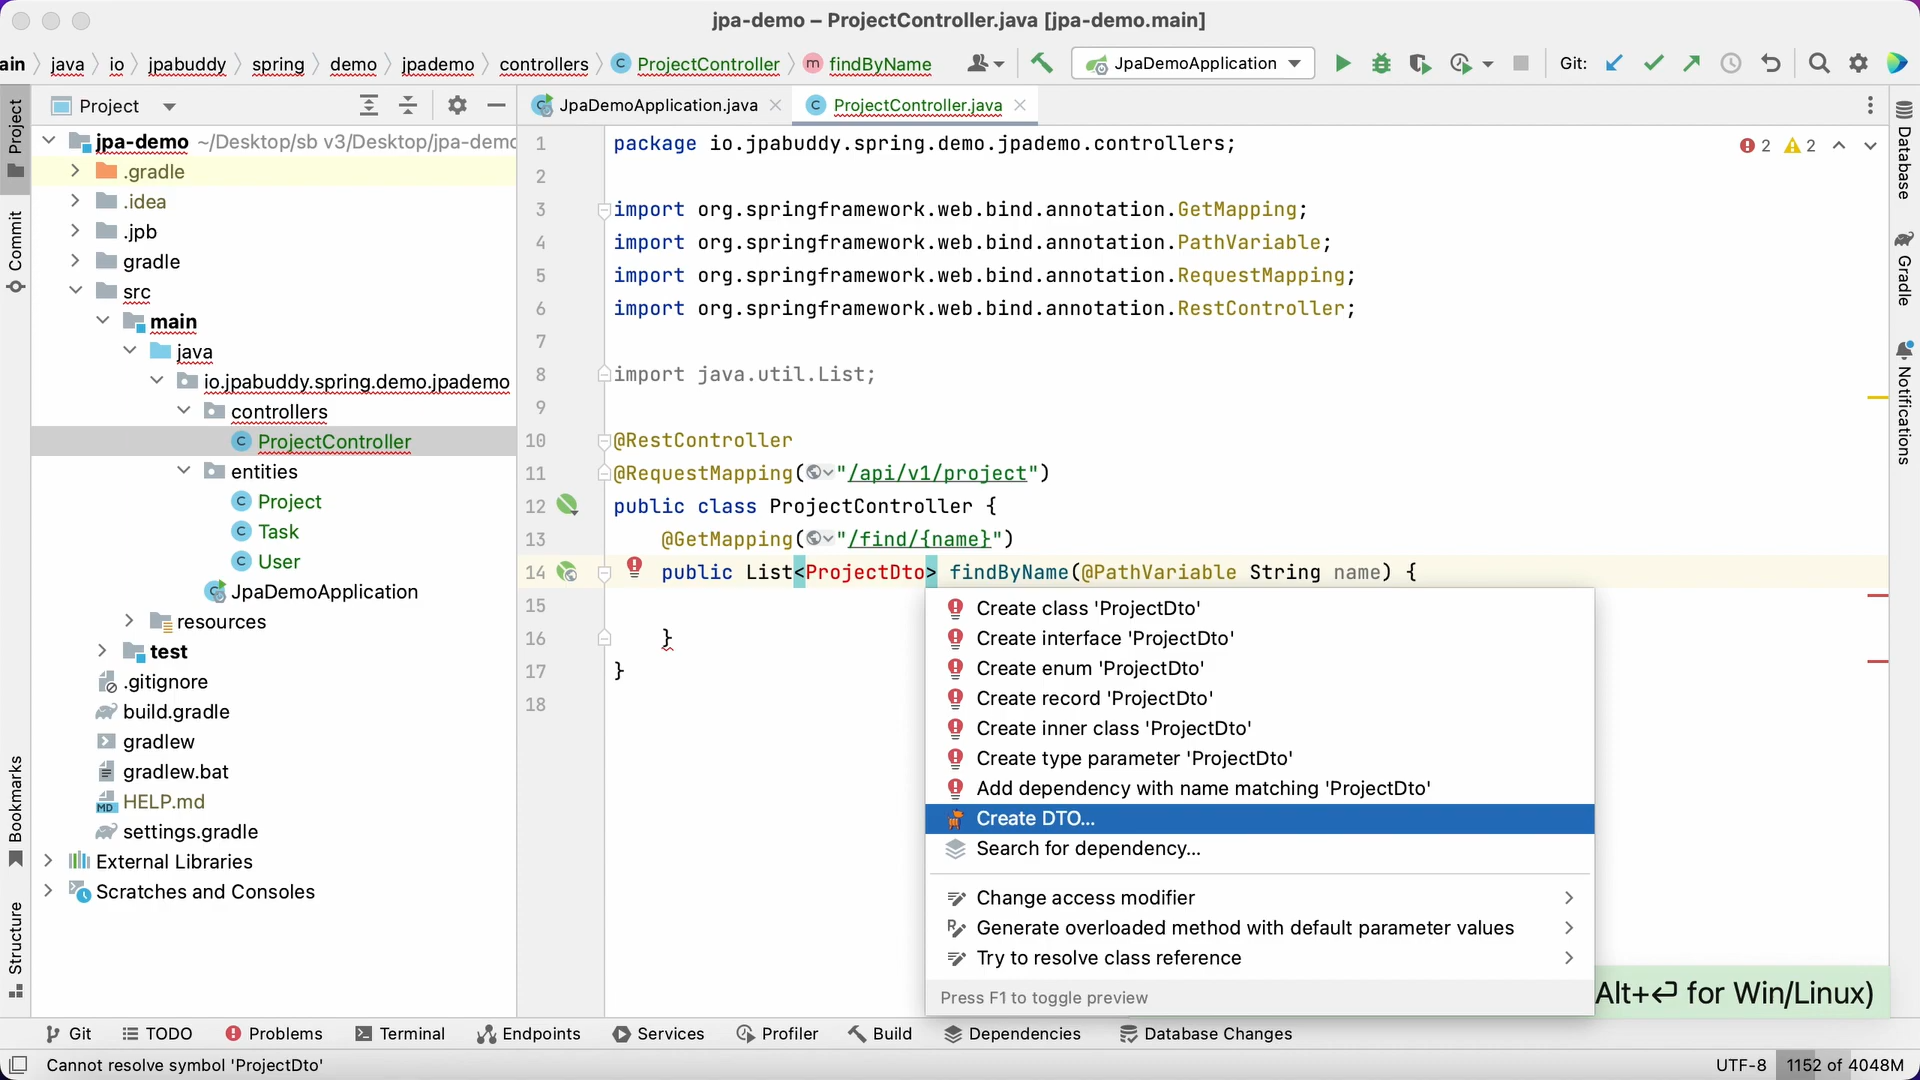 jpa-demo – ProjectController.java [jpa-demo.main]
ain java io jpabuddy spring demo jpademo controllers ProjectController findByName JpaDemoApplication Git:
Project
JpaDemoApplication.java ProjectController.java
Project
Commit
Bookmarks
Structure
jpa-demo ~/Desktop/sb v3/Desktop/jpa-demo
.gradle
.idea
.jpb
gradle
src
main
java
io.jpabuddy.spring.demo.jpademo
controllers
ProjectController
entities
Project
Task
User
JpaDemoApplication
resources
test
.gitignore
build.gradle
gradlew
gradlew.bat
HELP.md
settings.gradle
External Libraries
Scratches and Consoles
1 package io.jpabuddy.spring.demo.jpademo.controllers;
2
3 import org.springframework.web.bind.annotation.GetMapping;
4 import org.springframework.web.bind.annotation.PathVariable;
5 import org.springframework.web.bind.annotation.RequestMapping;
6 import org.springframework.web.bind.annotation.RestController;
7
8 import java.util.List;
9
10 @RestController
11 @RequestMapping("/api/v1/project")
12 public class ProjectController {
13 @GetMapping("/find/{name}")
14 public List<ProjectDto> findByName(@PathVariable String name) {
15
16 }
17 }
18
2 2
Create class 'ProjectDto'
Create interface 'ProjectDto'
Create enum 'ProjectDto'
Create record 'ProjectDto'
Create inner class 'ProjectDto'
Create type parameter 'ProjectDto'
Add dependency with name matching 'ProjectDto'
Create DTO...
Search for dependency...
Change access modifier
Generate overloaded method with default parameter values
Try to resolve class reference
Press F1 to toggle preview
Alt+⏎ for Win/Linux)
Database
Gradle
Notifications
Git TODO Problems Terminal Endpoints Services Profiler Build Dependencies Database Changes
Cannot resolve symbol 'ProjectDto' UTF-8 1152 of 4048M